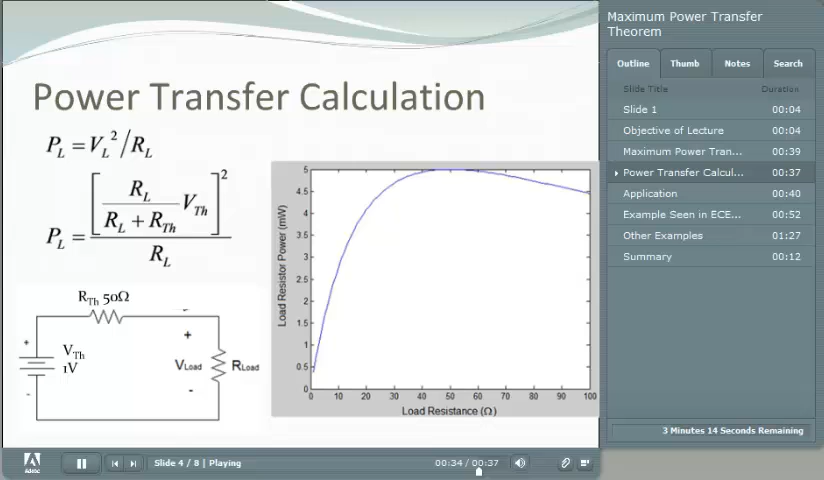 Maximum Power Transfer
Theorem
Outline Thumb Notes Search
Slide Title Duration
Slide 1 00:04
Objective of Lecture 00:04
Maximum Power Tran... 00:39
Power Transfer Calcul... 00:37
Application 00:40
Example Seen in ECE... 00:52
Other Examples 01:27
Summary 00:12
3 Minutes 14 Seconds Remaining
Power Transfer Calculation
P_L = V_L^2 / R_L
P_L = [R_L / (R_L + R_Th) V_Th]^2 / R_L
R_Th 50Ω
+
V_Th
1V
-
+
V_Load R_Load
-
5
4.5
4
3.5
3
2.5
2
1.5
1
0.5
0
Load Resistor Power (mW)
0 10 20 30 40 50 60 70 80 90 100
Load Resistance (Ω)
Adobe
Slide 4 / 8 | Playing
00:34 / 00:37